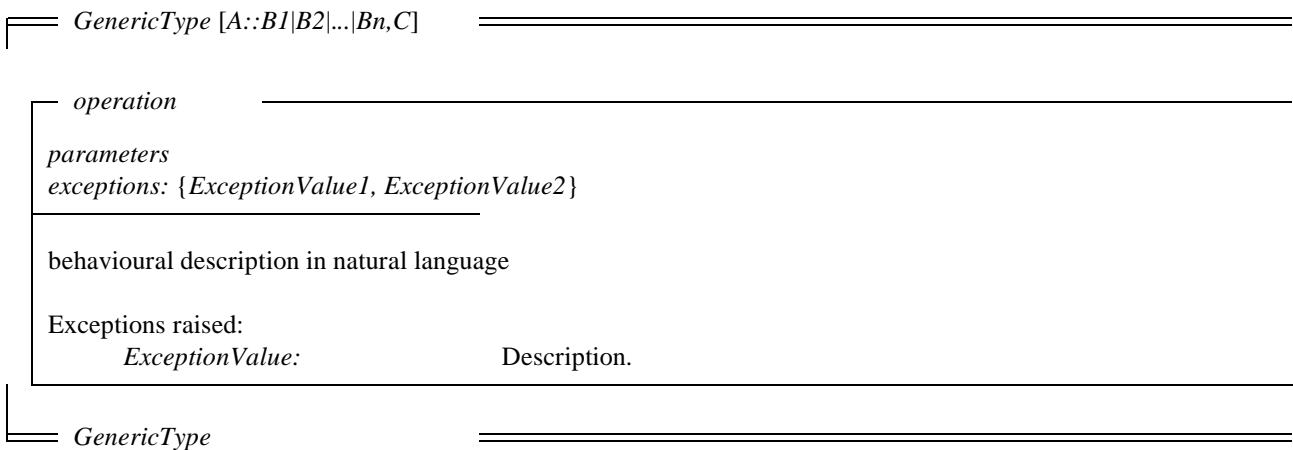 GenericType [A::B1|B2|...|Bn,C]
operation
parameters
exceptions: {ExceptionValue1, ExceptionValue2}
behavioural description in natural language
Exceptions raised:
ExceptionValue: Description.
GenericType